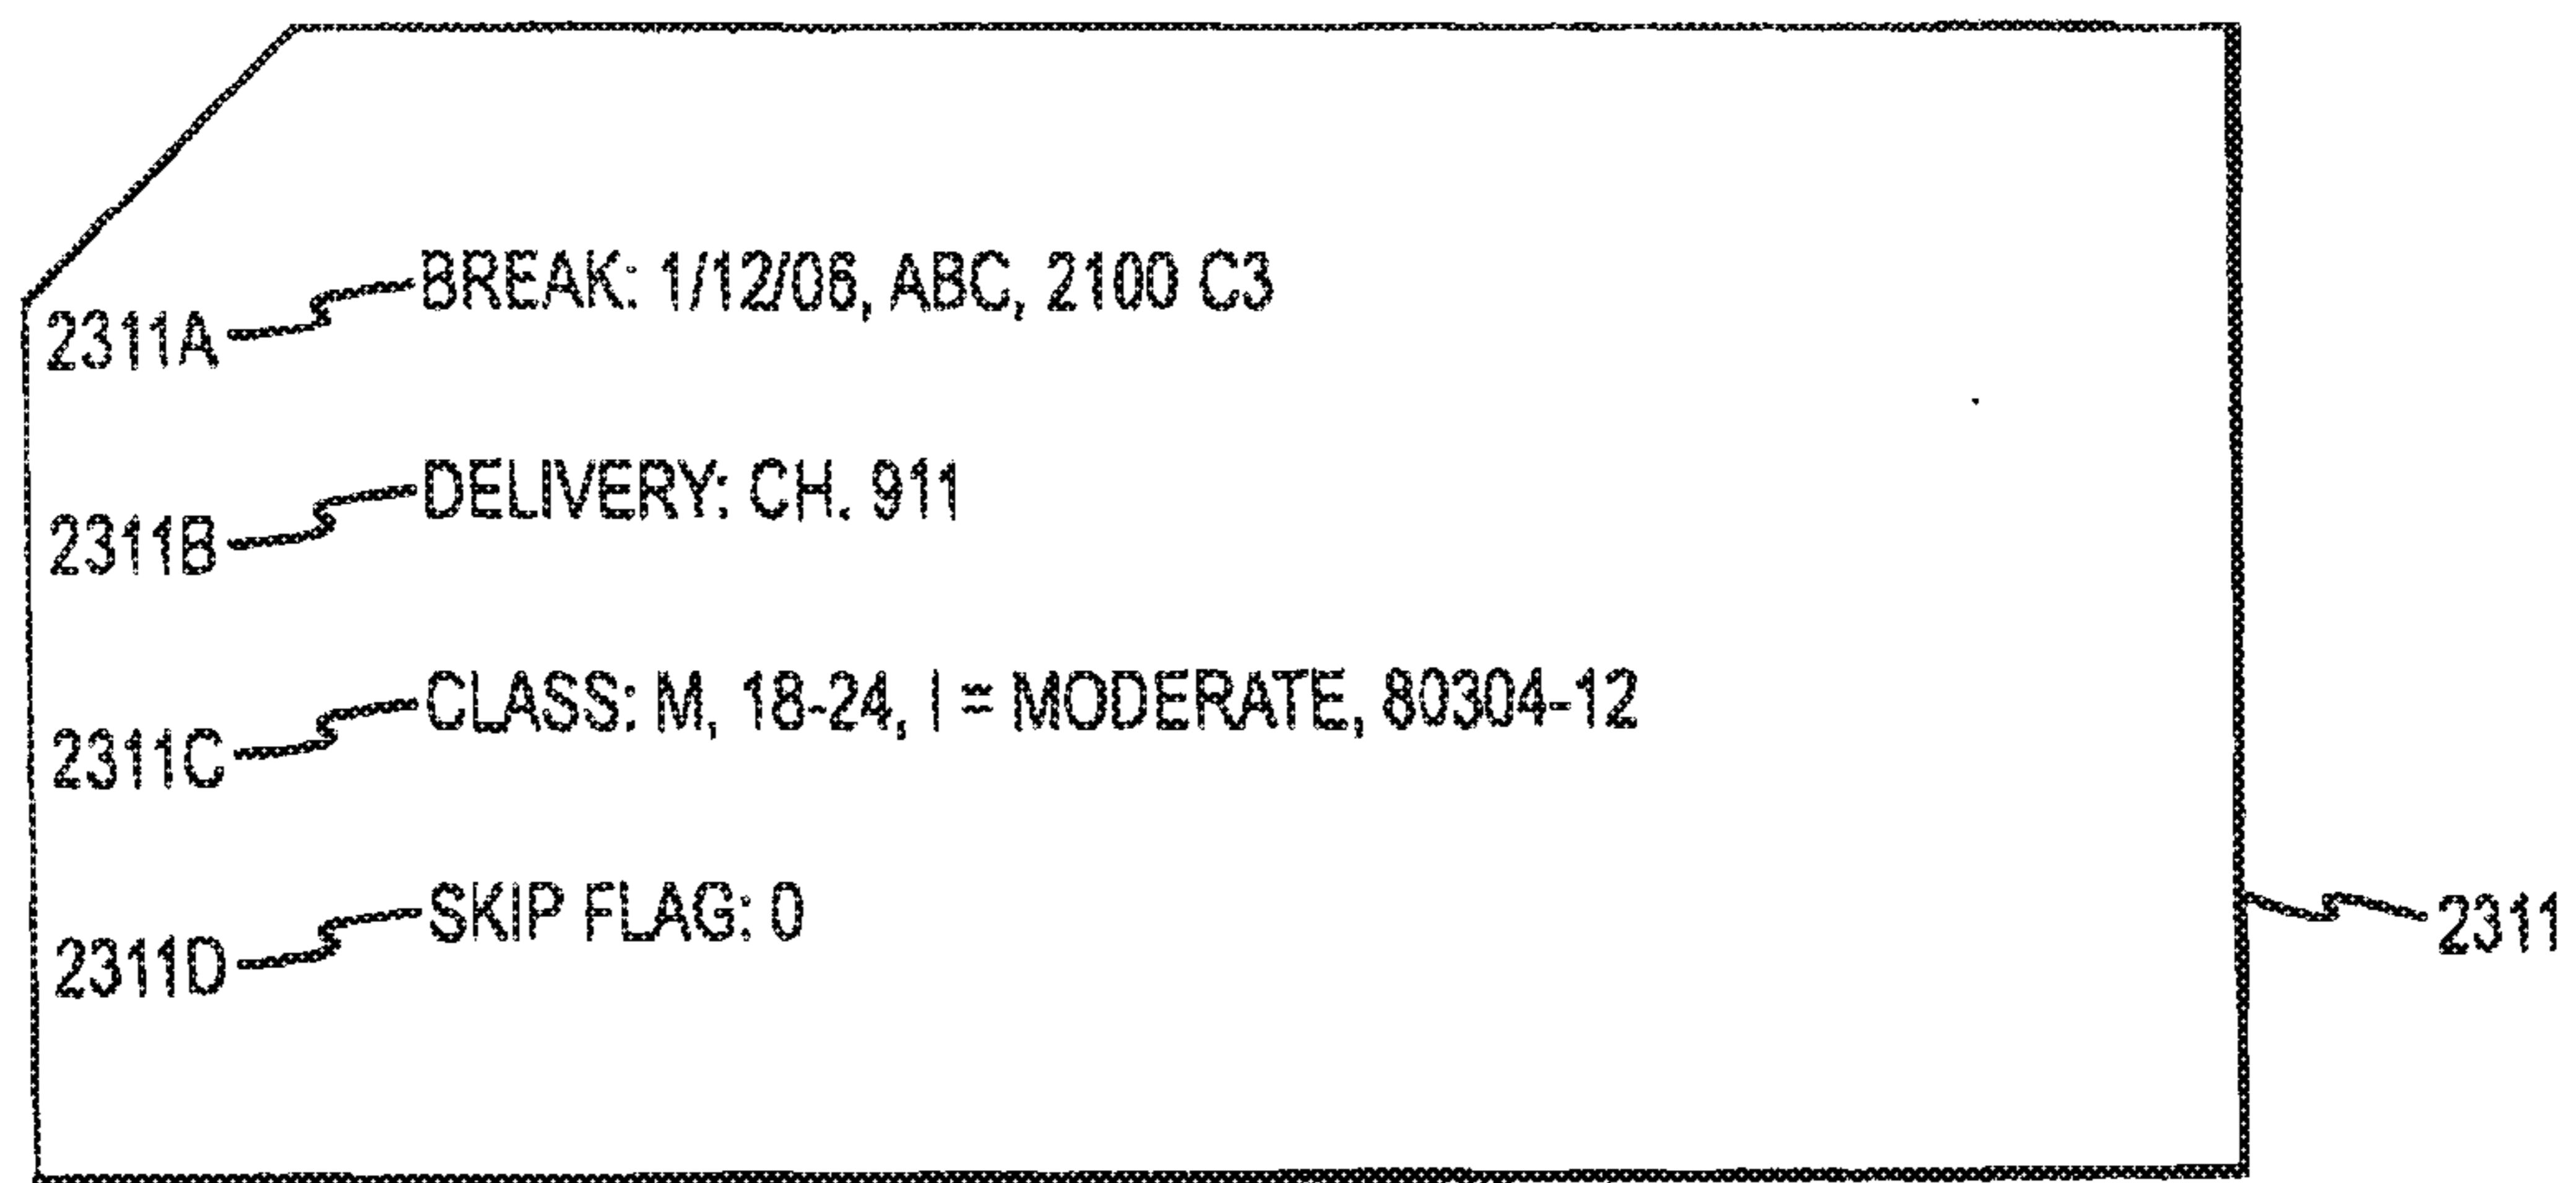 BREAK: 1/12/06, ABC, 2100 C3
2311A
DELIVERY: CH. 911
2311B
CLASS: M, 18-24, I = MODERATE, 80304-12
2311C
SKIP FLAG: 0
2311D
2311